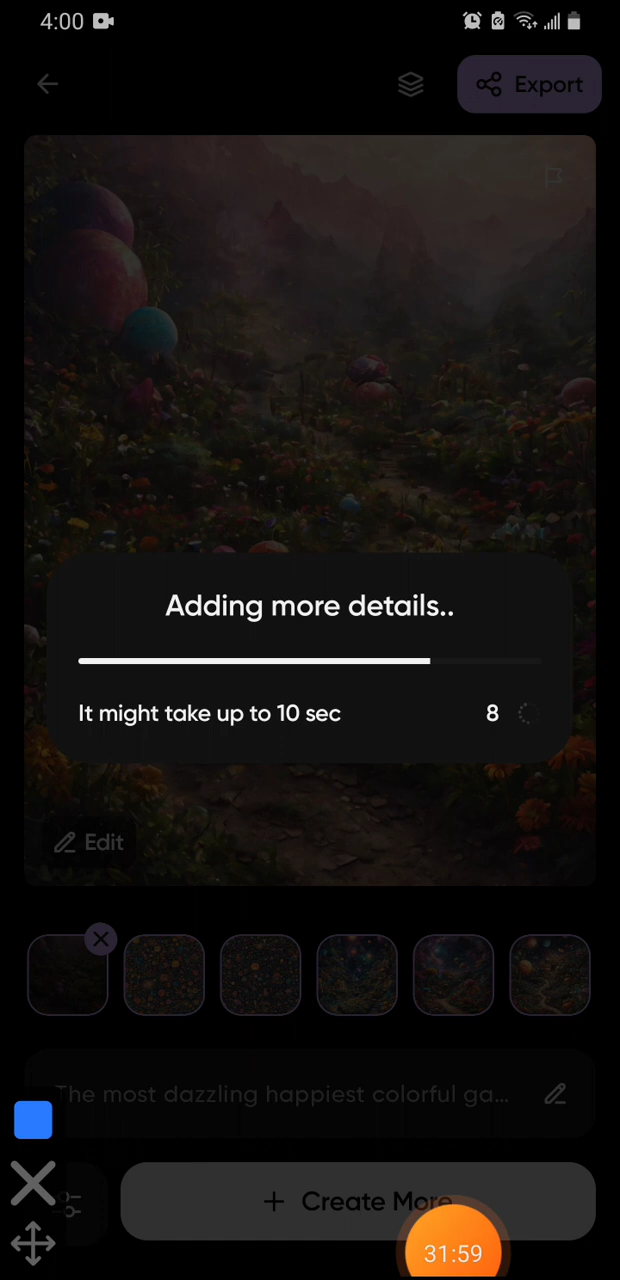 4:00
Export
Adding more details..
It might take up to 10 sec
8
Edit
The most dazzling happiest colorful ga...
+ Create More
31:59